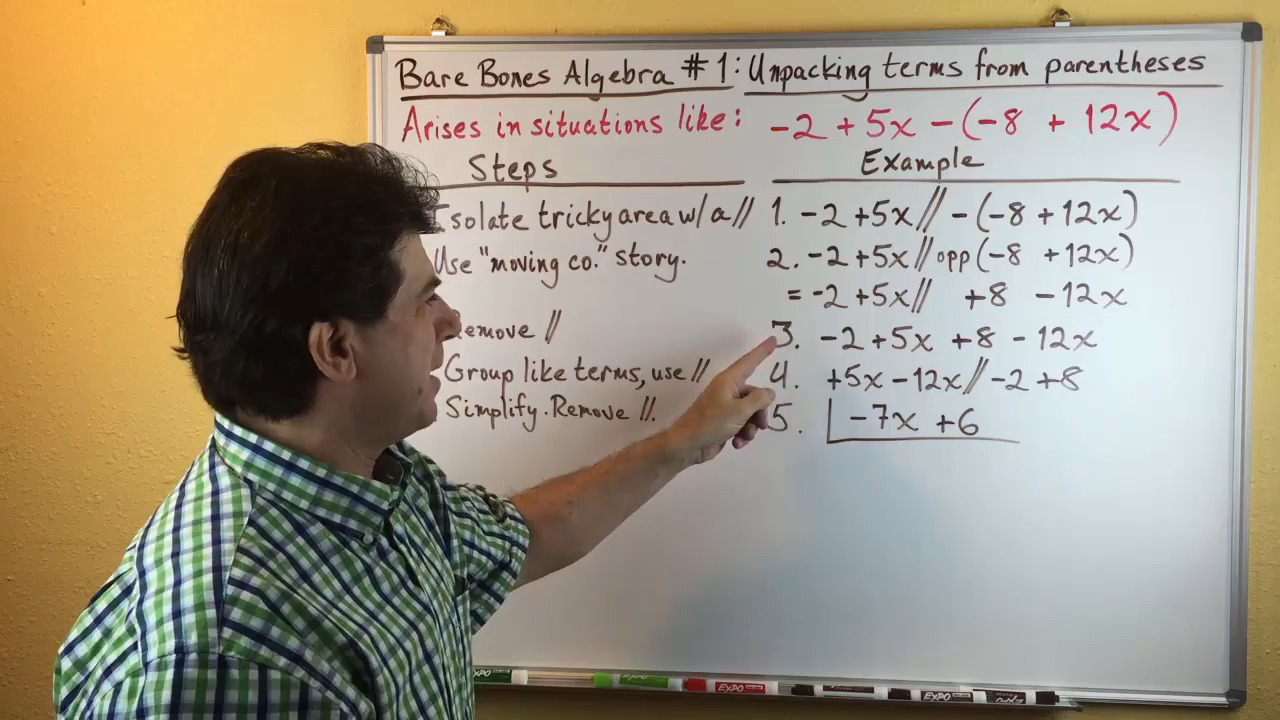 Bare Bones Algebra #1: Unpacking terms from parentheses
Arises in situations like: -2 + 5x -(-8 + 12x)
Steps
Isolate tricky area w/a //
Use "moving co." story.
Remove //
Group like terms, use //
Simplify. Remove //.
Example
1. -2 +5x // -(-8 +12x)
2. -2 +5x // opp(-8 +12x)
= -2 +5x // +8 -12x
3. -2 +5x +8 -12x
4. +5x -12x // -2 +8
5. -7x +6
EXPO
EXPO